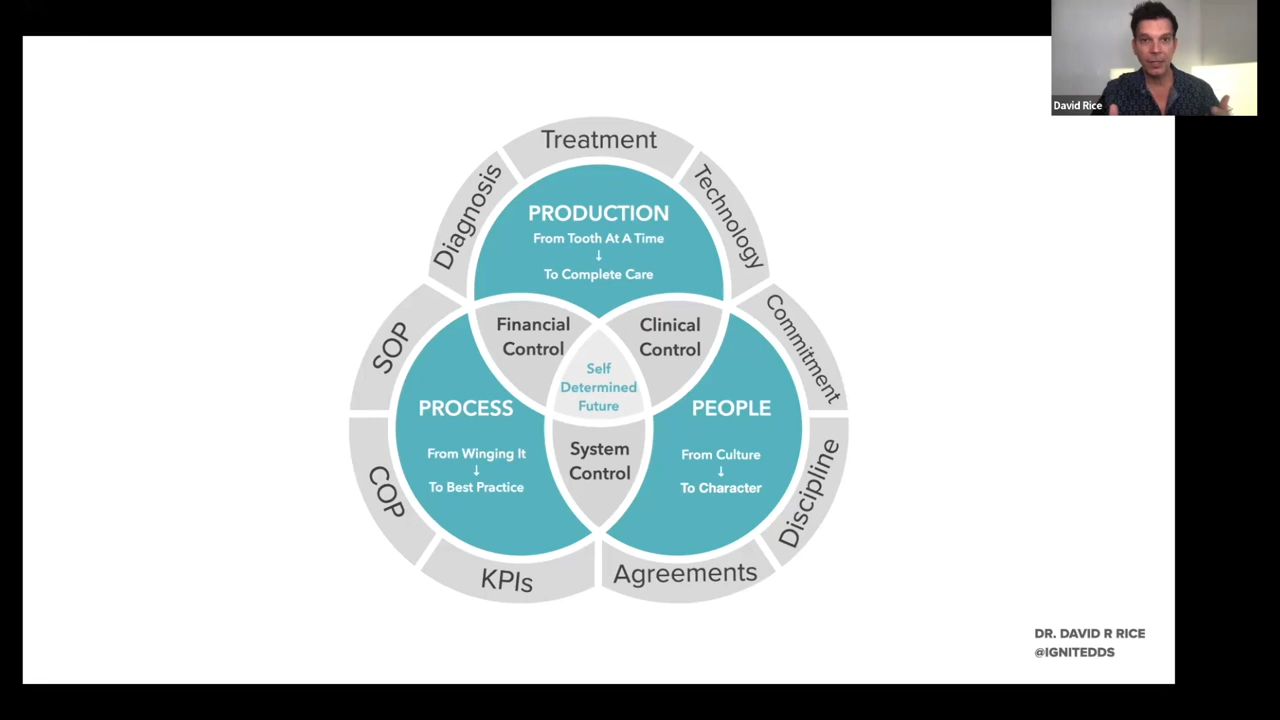 David Rice
Treatment
Diagnosis
Technology
PRODUCTION
From Tooth At A Time
↓
To Complete Care
SOP
Commitment
Financial
Control
Clinical
Control
Self
Determined
Future
PROCESS
From Winging It
↓
To Best Practice
PEOPLE
From Culture
↓
To Character
System
Control
COP
Discipline
KPIs
Agreements
DR. DAVID R RICE
@IGNITEDDS